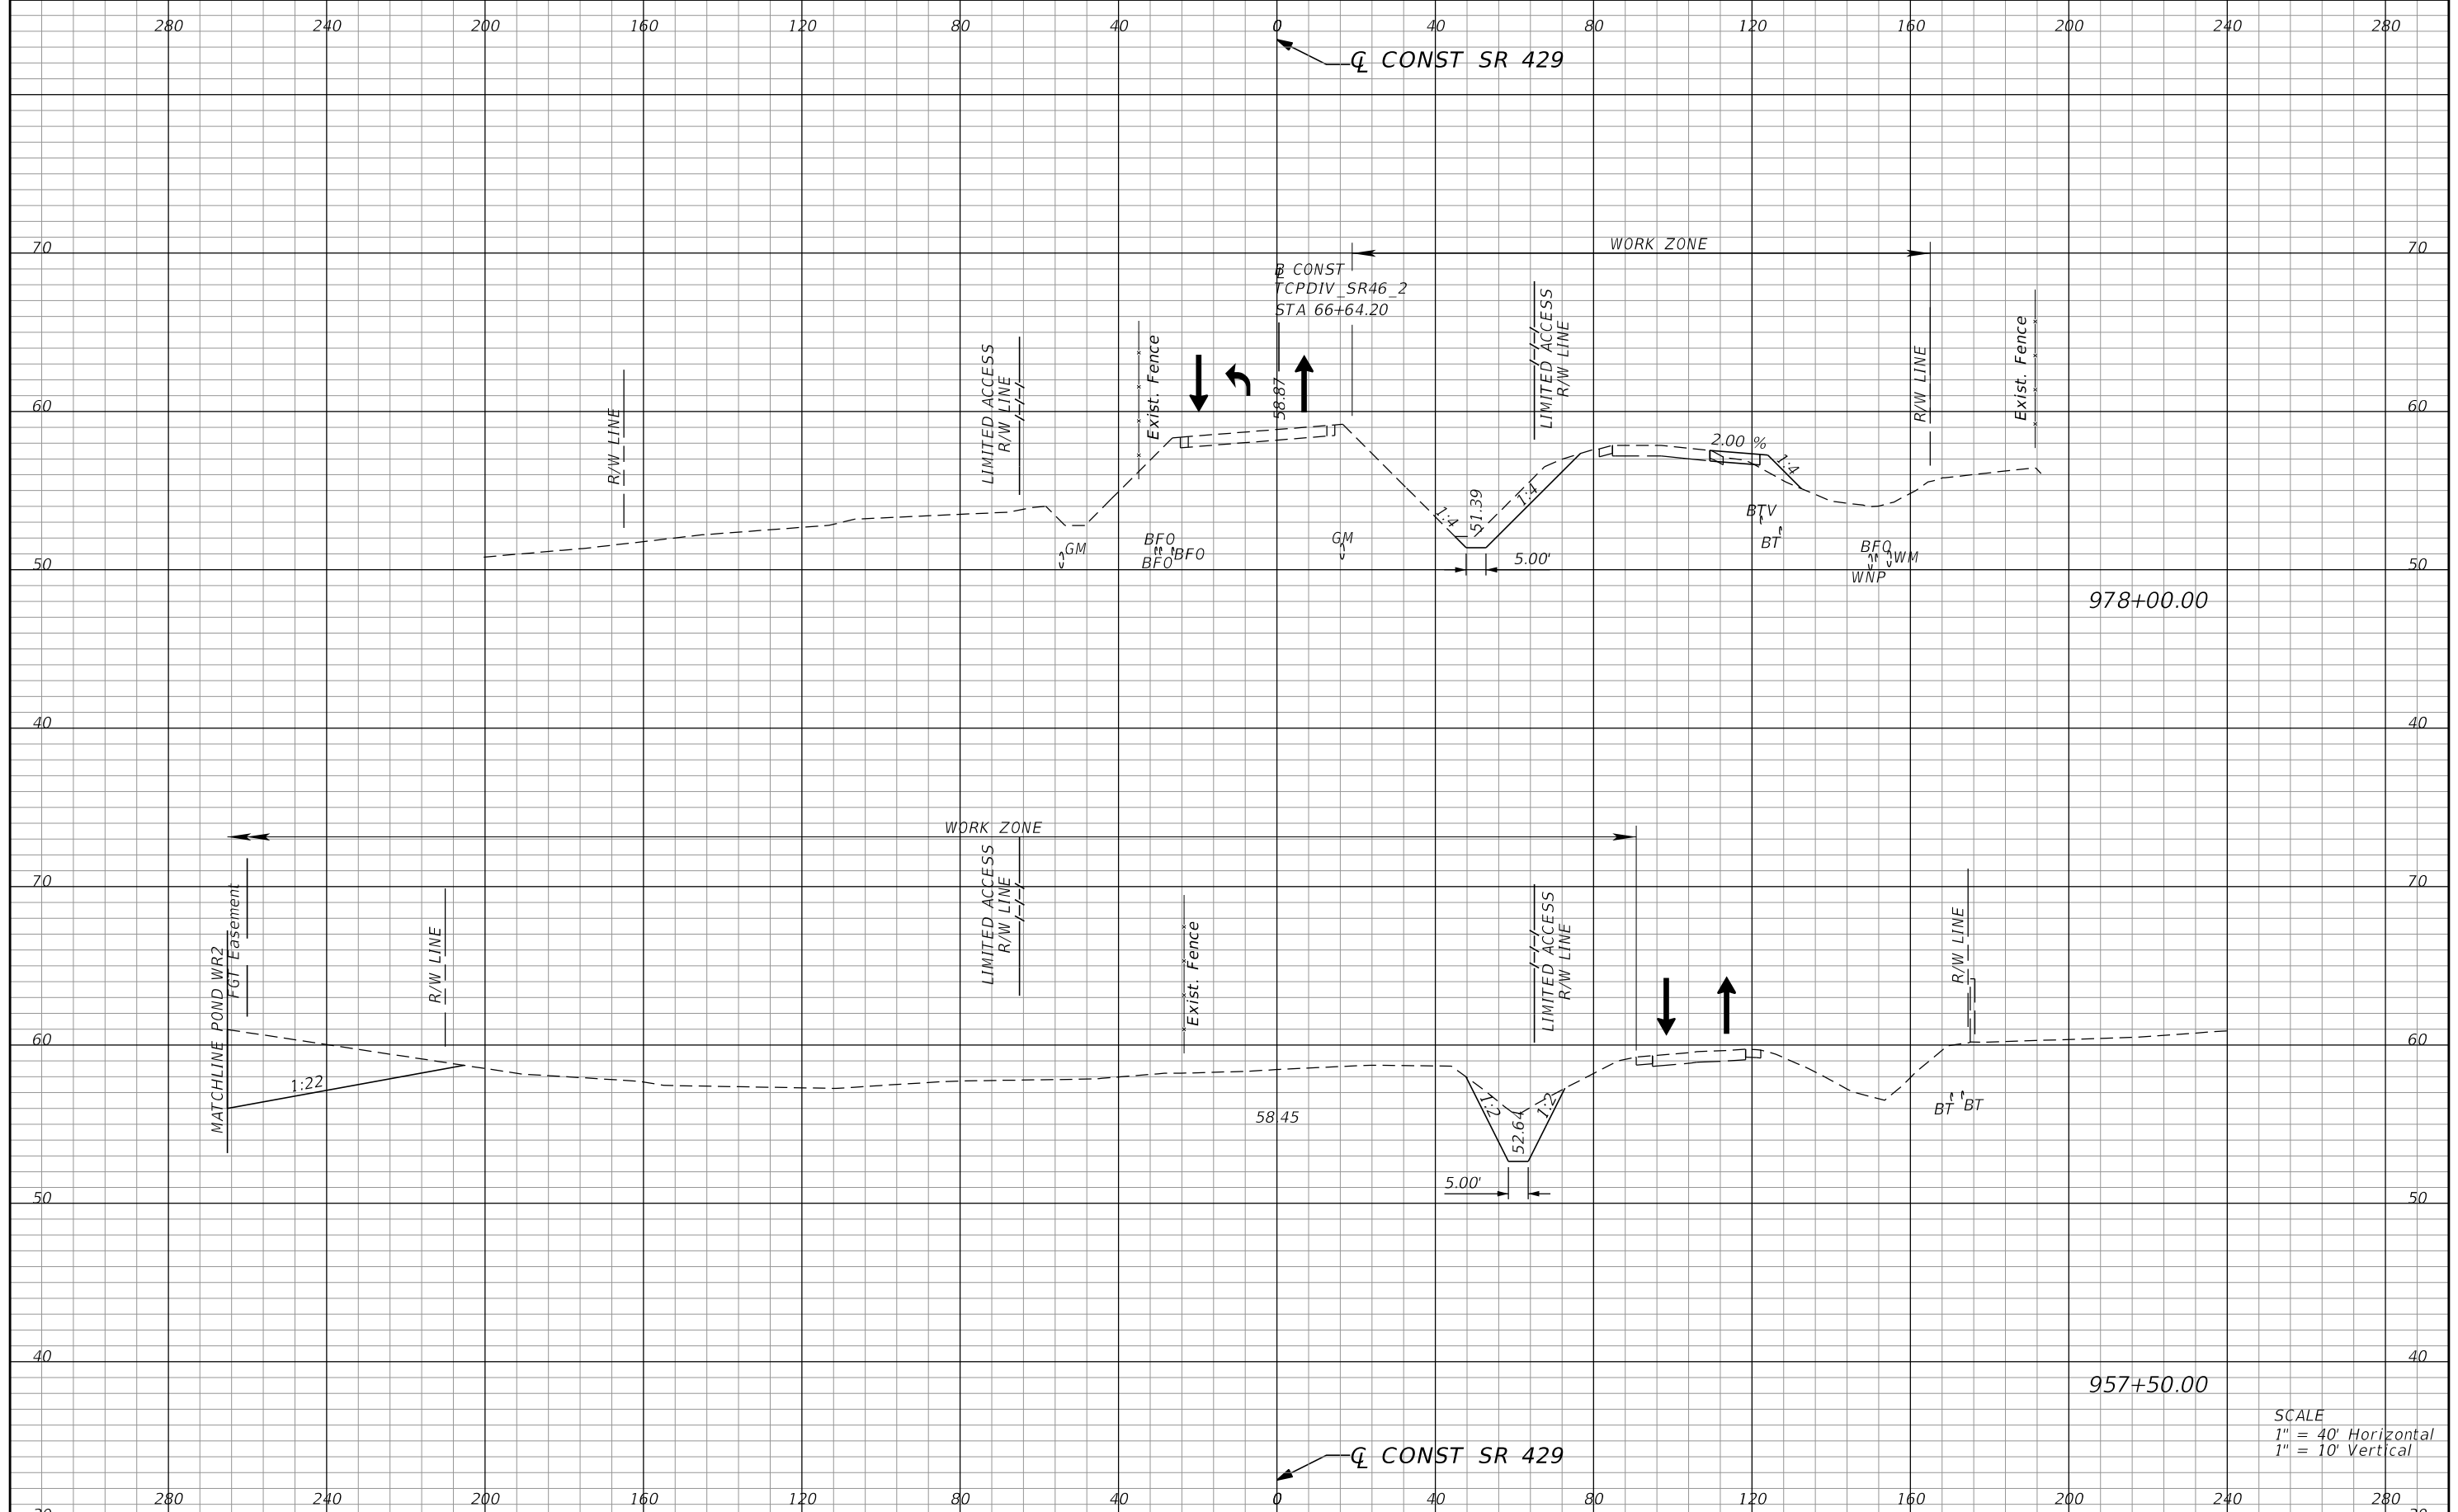 280 240 200 160 120 80 40 0 40 80 120 160 200 240 280
℄ CONST SR 429
70 WORK ZONE 70
℄ CONST
TCPDIV_SR46_2
STA 66+64.20
R/W LINE
LIMITED ACCESS
R/W LINE
Exist. Fence
58.87
LIMITED ACCESS
R/W LINE
R/W LINE
Exist. Fence
60 60
2.00 %
1:4
1:4
51.39
1:4
GM
BFO
BFO
BFO
GM
5.00'
BTV
BT
BFO
WM
WNP
50 50
978+00.00
40 40
WORK ZONE
70 70
MATCHLINE POND WR2
FGT Easement
R/W LINE
LIMITED ACCESS
R/W LINE
Exist. Fence
LIMITED ACCESS
R/W LINE
R/W LINE
60 60
1:22
58.45
1:2
52.64
1:2
BT
BT
5.00'
50 50
40 40
957+50.00
SCALE
1" = 40' Horizontal
1" = 10' Vertical
℄ CONST SR 429
280 240 200 160 120 80 40 0 40 80 120 160 200 240 280